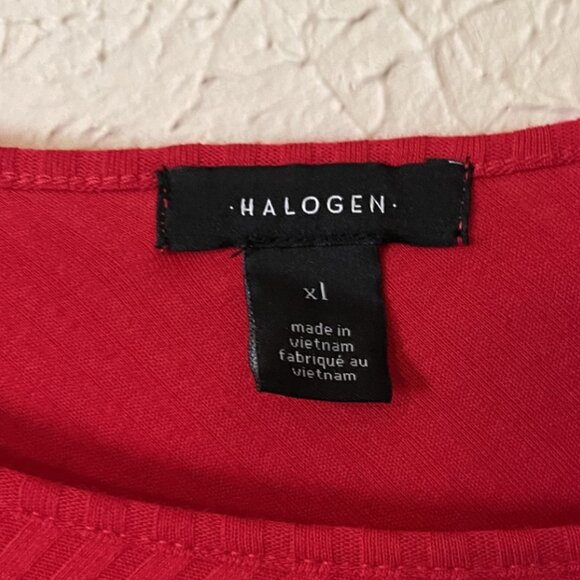 ·HALOGEN·
xl
made in
vietnam
fabriqué au
vietnam